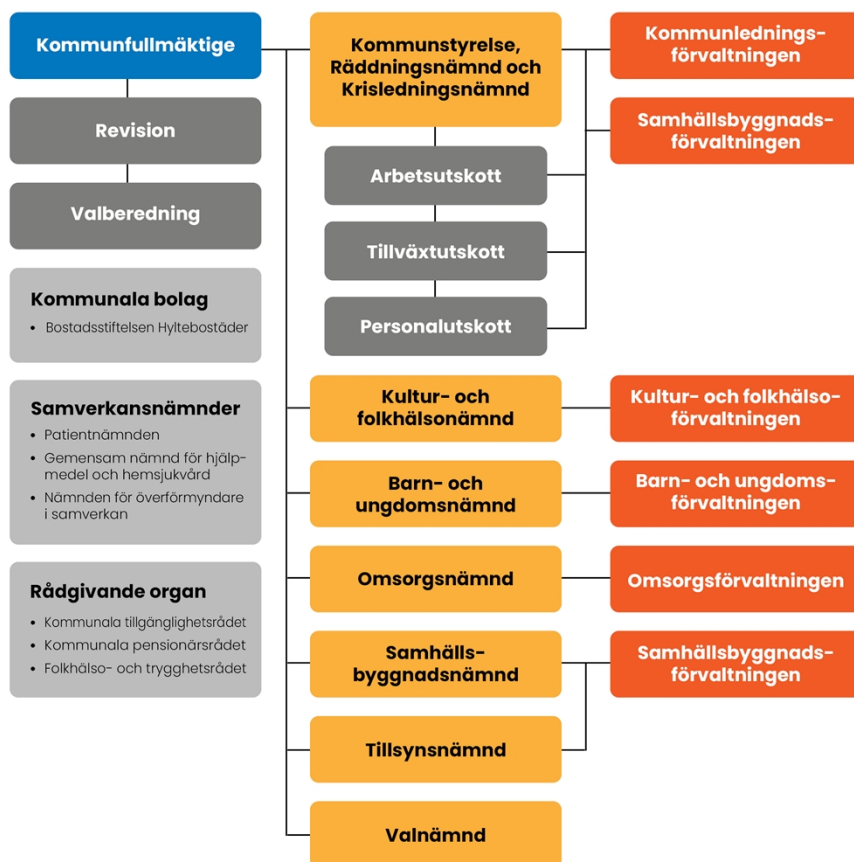 Kommunfullmäktige
Revision
Valberedning
Kommunala bolag
• Bostadsstiftelsen Hyltebostäder
Samverkansnämnder
• Patientnämnden
• Gemensam nämnd för hjälp-
medel och hemsjukvård
• Nämnden för överförmyndare
i samverkan
Rådgivande organ
• Kommunala tillgänglighetsrådet
• Kommunala pensionärsrådet
• Folkhälso- och trygghetsrådet
Kommunstyrelse,
Räddningsnämnd och
Krisledningsnämnd
Arbetsutskott
Tillväxtutskott
Personalutskott
Kultur- och
folkhälsonämnd
Barn- och
ungdomsnämnd
Omsorgsnämnd
Samhälls-
byggnadsnämnd
Tillsynsnämnd
Valnämnd
Kommunlednings-
förvaltningen
Samhällsbyggnads-
förvaltningen
Kultur- och folkhälso-
förvaltningen
Barn- och ungdoms-
förvaltningen
Omsorgsförvaltningen
Samhällsbyggnads-
förvaltningen